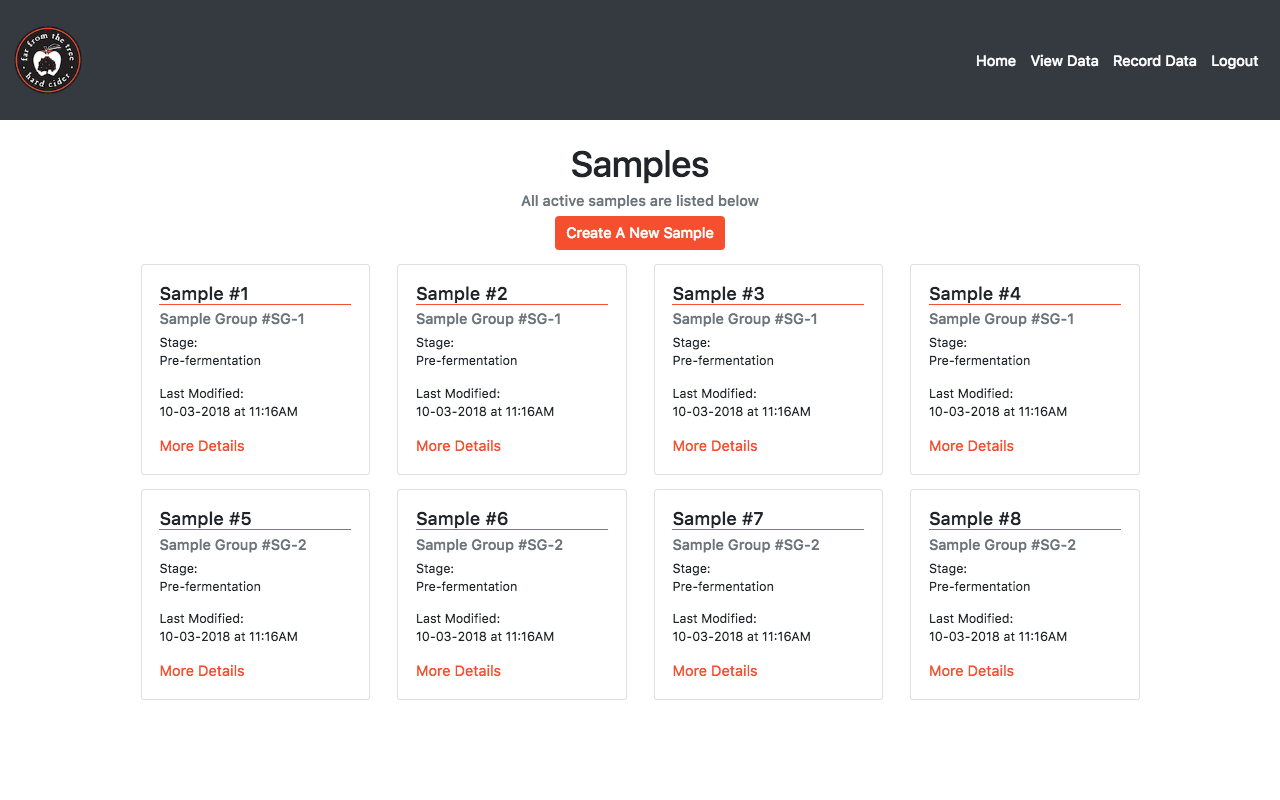 far from the tree
hard cider
Home View Data Record Data Logout
Samples
All active samples are listed below
Create A New Sample
Sample #1
Sample Group #SG-1
Stage:
Pre-fermentation
Last Modified:
10-03-2018 at 11:16AM
More Details
Sample #2
Sample Group #SG-1
Stage:
Pre-fermentation
Last Modified:
10-03-2018 at 11:16AM
More Details
Sample #3
Sample Group #SG-1
Stage:
Pre-fermentation
Last Modified:
10-03-2018 at 11:16AM
More Details
Sample #4
Sample Group #SG-1
Stage:
Pre-fermentation
Last Modified:
10-03-2018 at 11:16AM
More Details
Sample #5
Sample Group #SG-2
Stage:
Pre-fermentation
Last Modified:
10-03-2018 at 11:16AM
More Details
Sample #6
Sample Group #SG-2
Stage:
Pre-fermentation
Last Modified:
10-03-2018 at 11:16AM
More Details
Sample #7
Sample Group #SG-2
Stage:
Pre-fermentation
Last Modified:
10-03-2018 at 11:16AM
More Details
Sample #8
Sample Group #SG-2
Stage:
Pre-fermentation
Last Modified:
10-03-2018 at 11:16AM
More Details